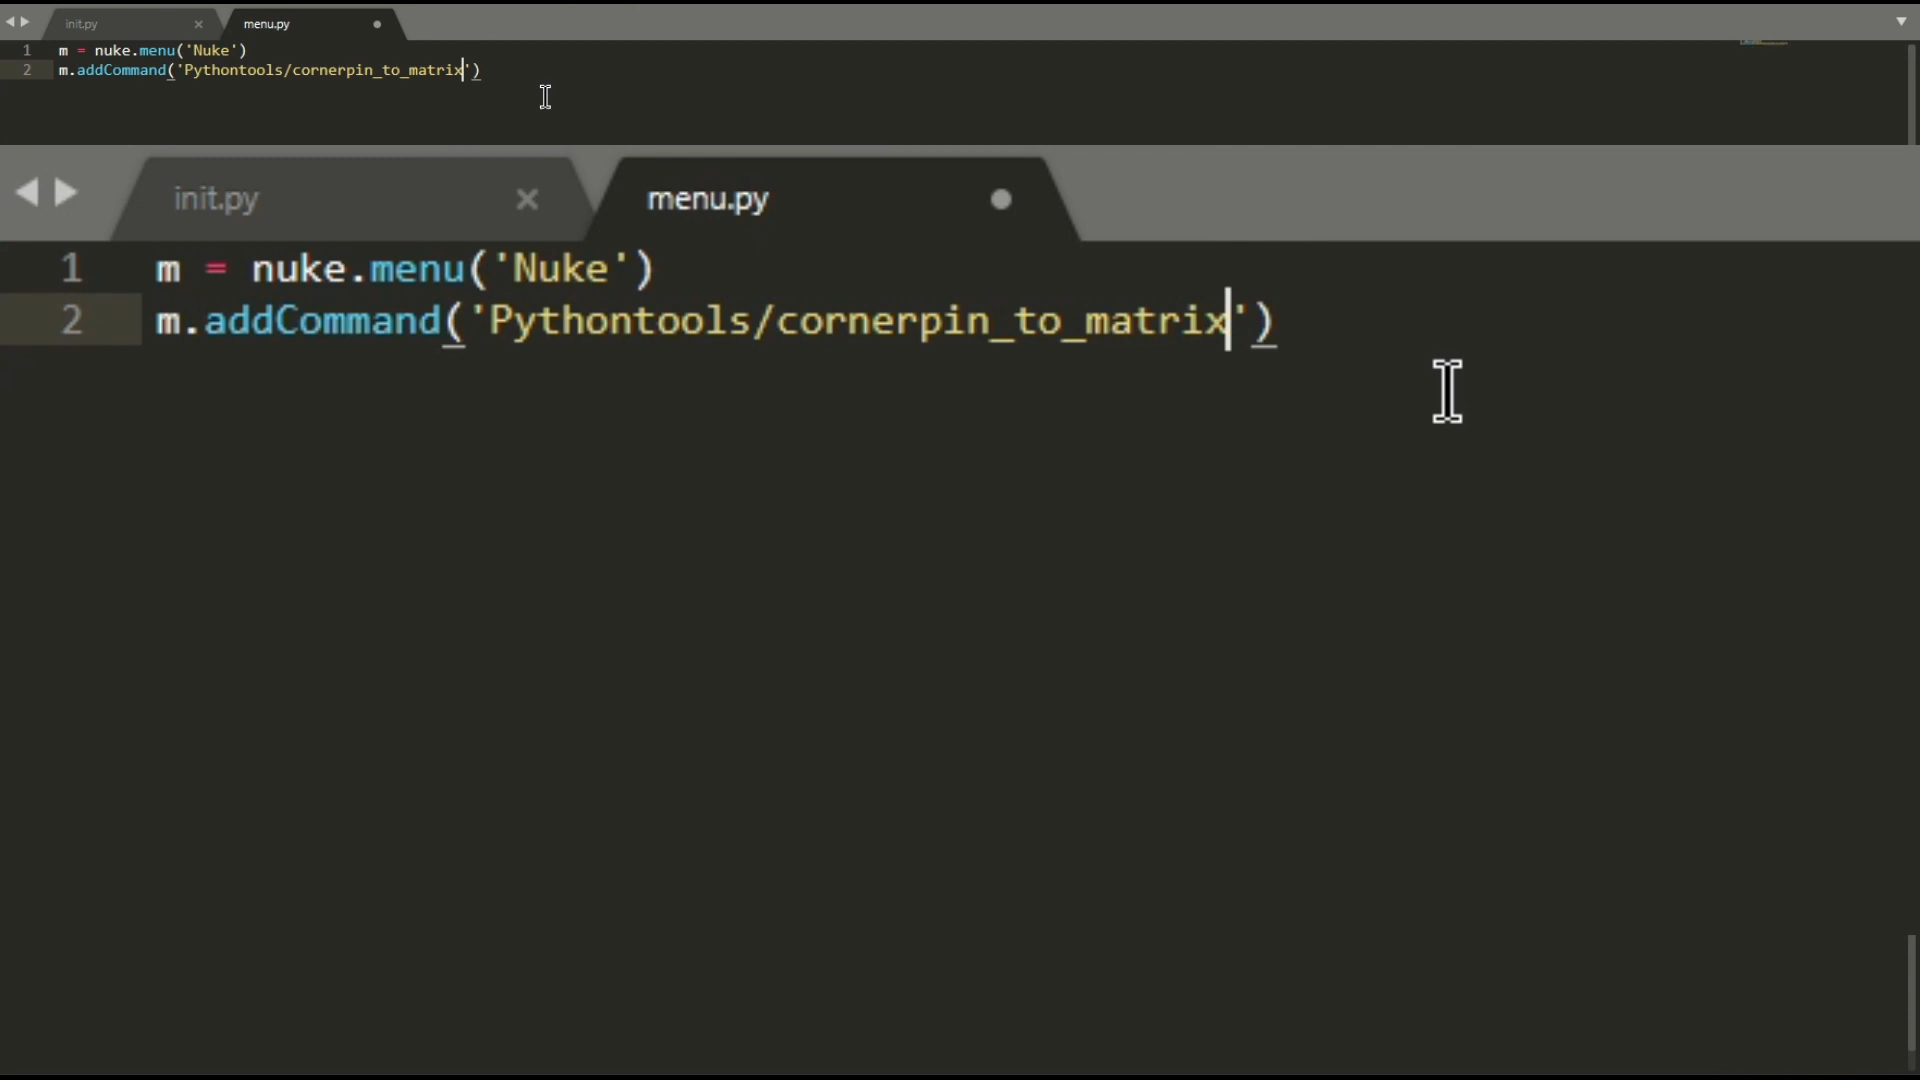 init.py × menu.py
1 m = nuke.menu('Nuke')
2 m.addCommand('Pythontools/cornerpin_to_matrix')
init.py × menu.py
1 m = nuke.menu('Nuke')
2 m.addCommand('Pythontools/cornerpin_to_matrix')